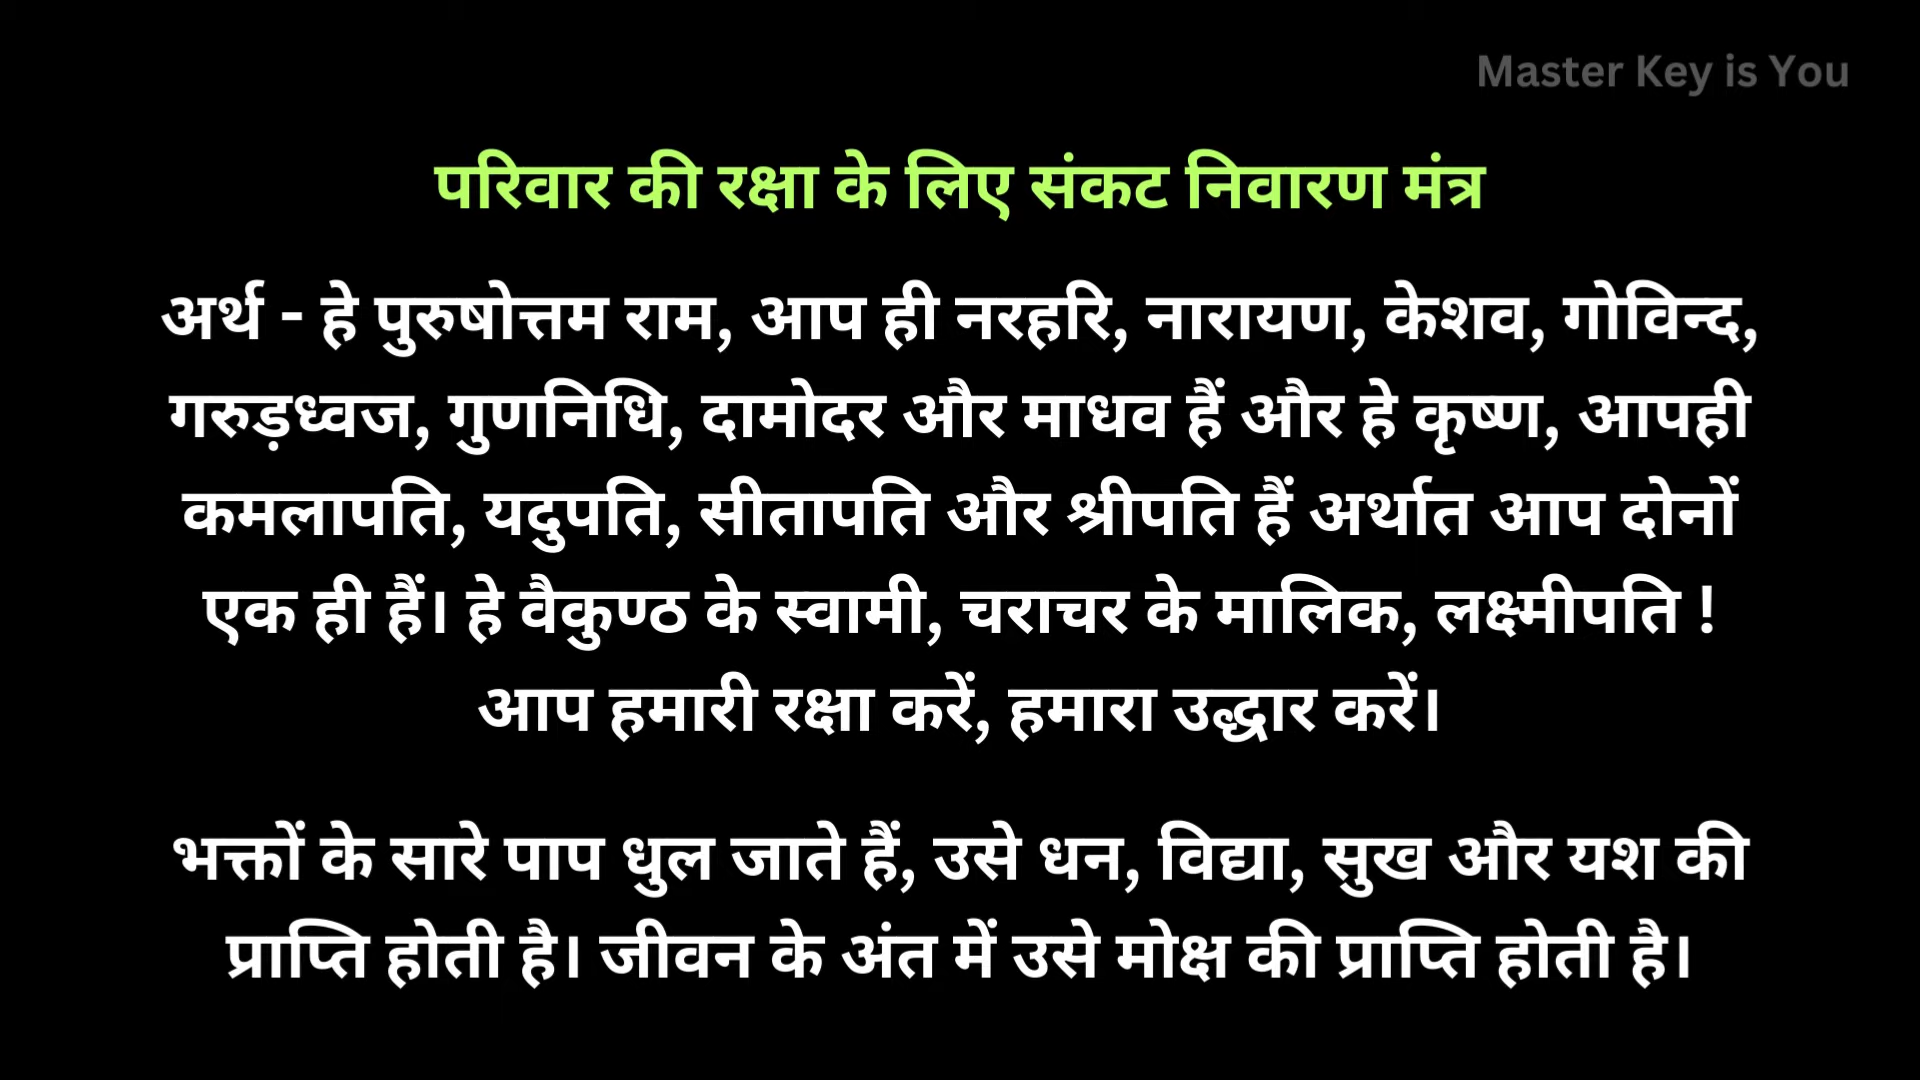 Master Key is You
परिवार की रक्षा के लिए संकट निवारण मंत्र
अर्थ - हे पुरुषोत्तम राम, आप ही नरहरि, नारायण, केशव, गोविन्द,
गरुड़ध्वज, गुणनिधि, दामोदर और माधव हैं और हे कृष्ण, आपही
कमलापति, यदुपति, सीतापति और श्रीपति हैं अर्थात आप दोनों
एक ही हैं। हे वैकुण्ठ के स्वामी, चराचर के मालिक, लक्ष्मीपति !
आप हमारी रक्षा करें, हमारा उद्धार करें।
भक्तों के सारे पाप धुल जाते हैं, उसे धन, विद्या, सुख और यश की
प्राप्ति होती है। जीवन के अंत में उसे मोक्ष की प्राप्ति होती है।